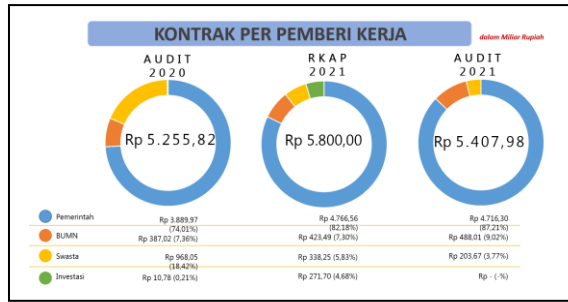 KONTRAK PER PEMBERI KERJA
dalam Miliar Rupiah
AUDIT
2020
RKAP
2021
AUDIT
2021
Rp 5.255,82
Rp 5.800,00
Rp 5.407,98
Pemerintah Rp 3.889,97 (74,01%) Rp 4.766,56 (82,18%) Rp 4.716,30 (87,21%)
BUMN Rp 387,02 (7,36%) Rp 423,49 (7,30%) Rp 488,01 (9,02%)
Swasta Rp 968,05 (18,42%) Rp 338,25 (5,83%) Rp 203,67 (3,77%)
Investasi Rp 10,78 (0,21%) Rp 271,70 (4,68%) Rp - (-%)